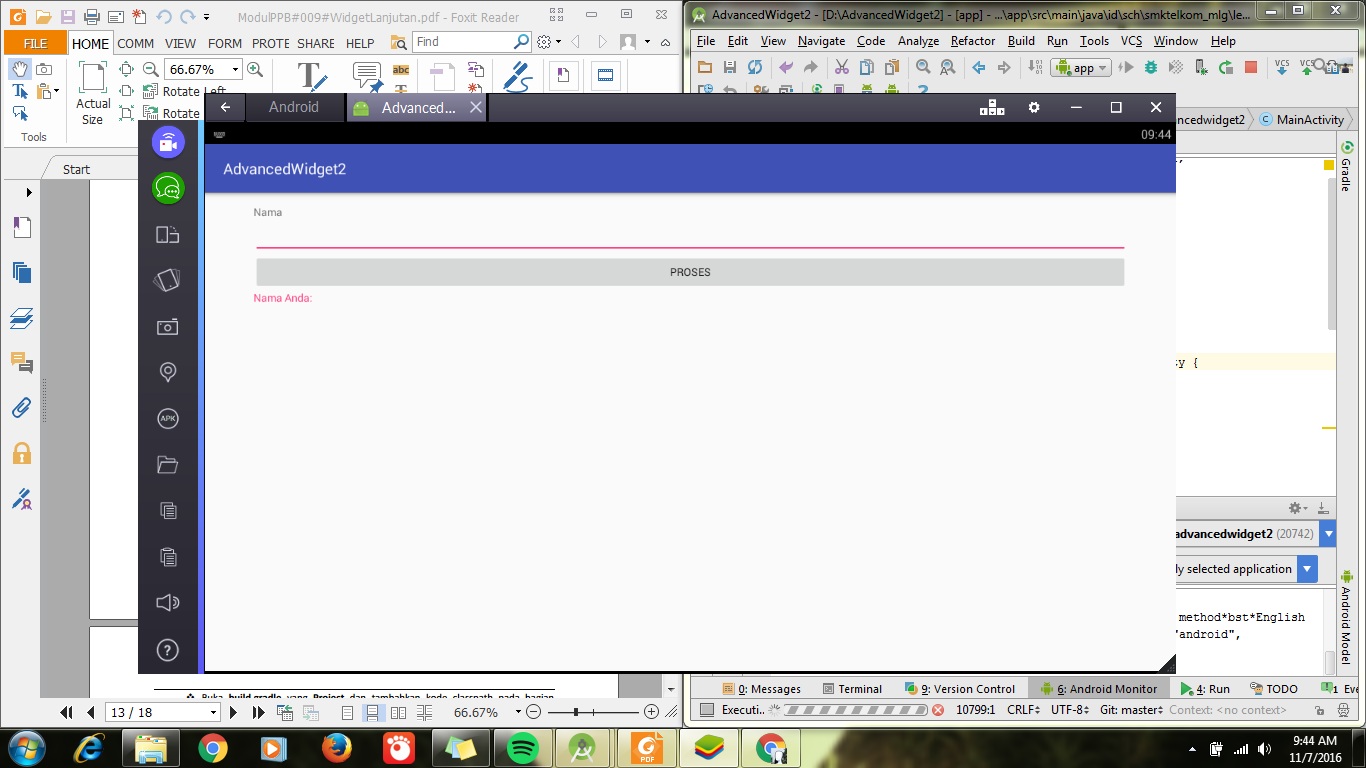 ModulPPB#009#WidgetLanjutan.pdf - Foxit Reader
FILE HOME COMM VIEW FORM PROTE SHARE HELP Find
66.67%
Rotate Left
Rotate
Actual
Size
Tools
Start
AdvancedWidget2 - [D:\AdvancedWidget2] - [app] - ...\app\src\main\java\id\sch\smktelkom_mlg\le...
File Edit View Navigate Code Analyze Refactor Build Run Tools VCS Window Help
app VCS VCS
ncedwidget2 MainActivity
Gradle
Android Advanced...
09:44
AdvancedWidget2
Nama
PROSES
Nama Anda:
APK
ty {
advancedwidget2 (20742)
ly selected application
method*bst*English
"android",
Android Model
Buka build.gradle yang Project dan tambahkan kode classpath pada bagian
13 / 18 66.67%
0: Messages Terminal 9: Version Control 6: Android Monitor 4: Run TODO 1 Eve
Executi.. 10799:1 CRLF UTF-8 Git: master Context: <no context>
PDF
9:44 AM
11/7/2016